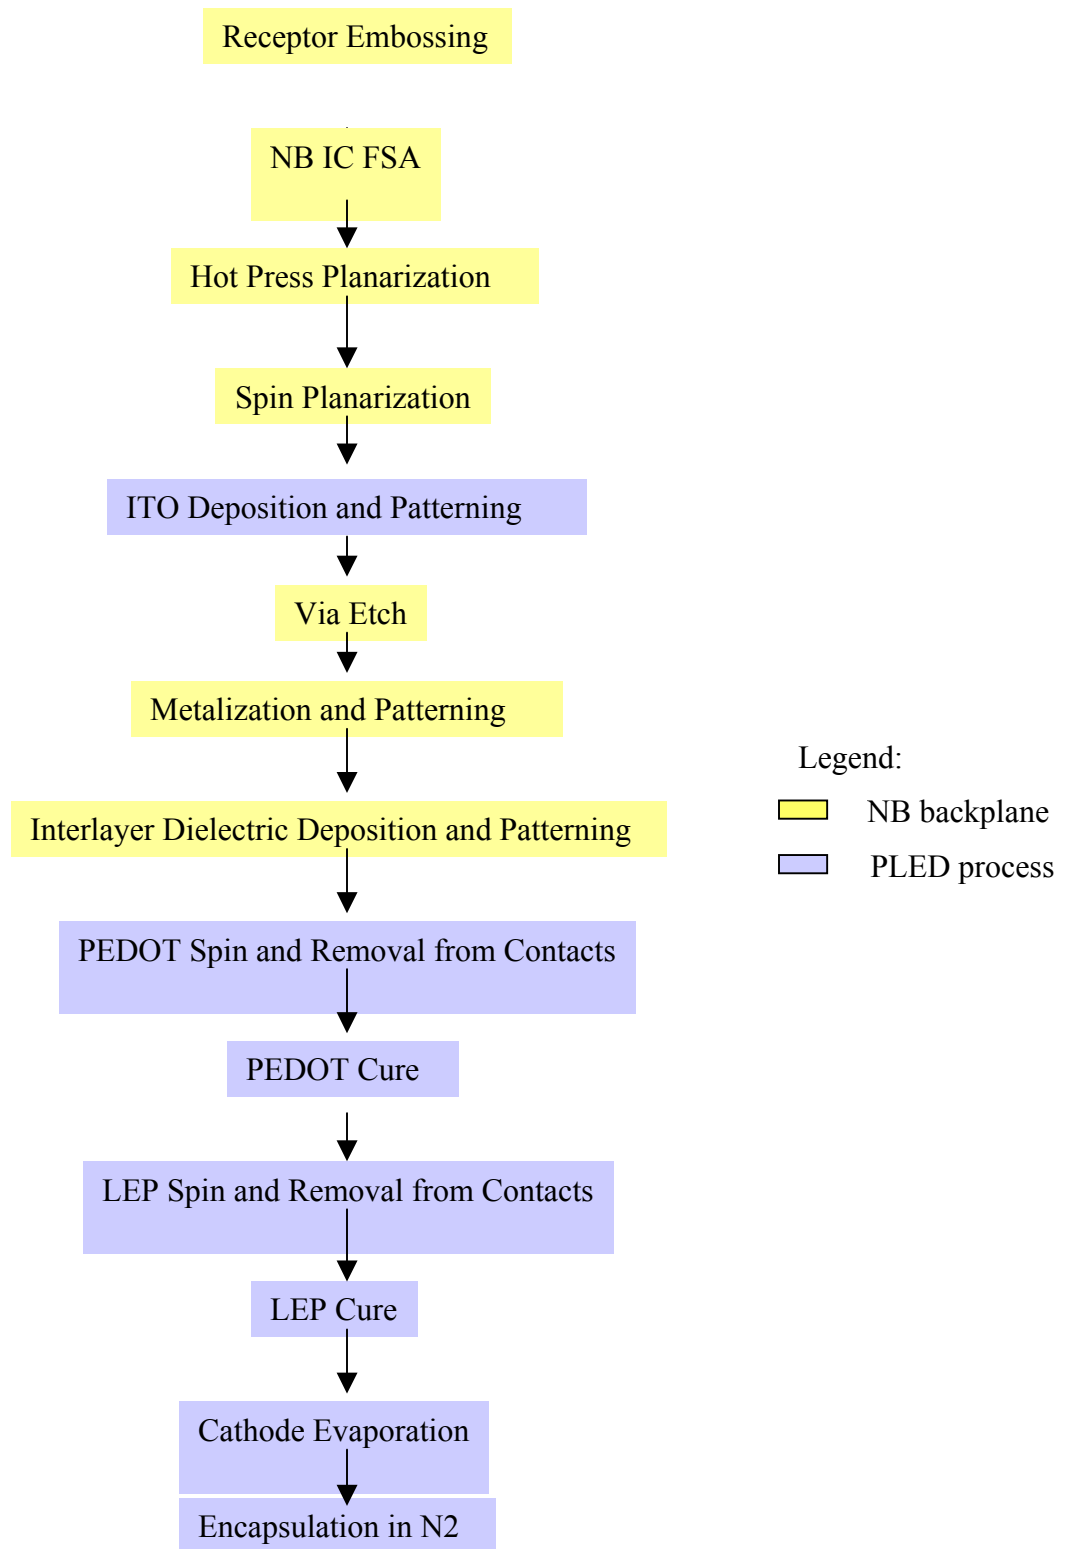 Receptor Embossing
NB IC FSA
Hot Press Planarization
Spin Planarization
ITO Deposition and Patterning
Via Etch
Metalization and Patterning
Legend:
NB backplane
Interlayer Dielectric Deposition and Patterning
PLED process
PEDOT Spin and Removal from Contacts
PEDOT Cure
LEP Spin and Removal from Contacts
LEP Cure
Cathode Evaporation
Encapsulation in N2